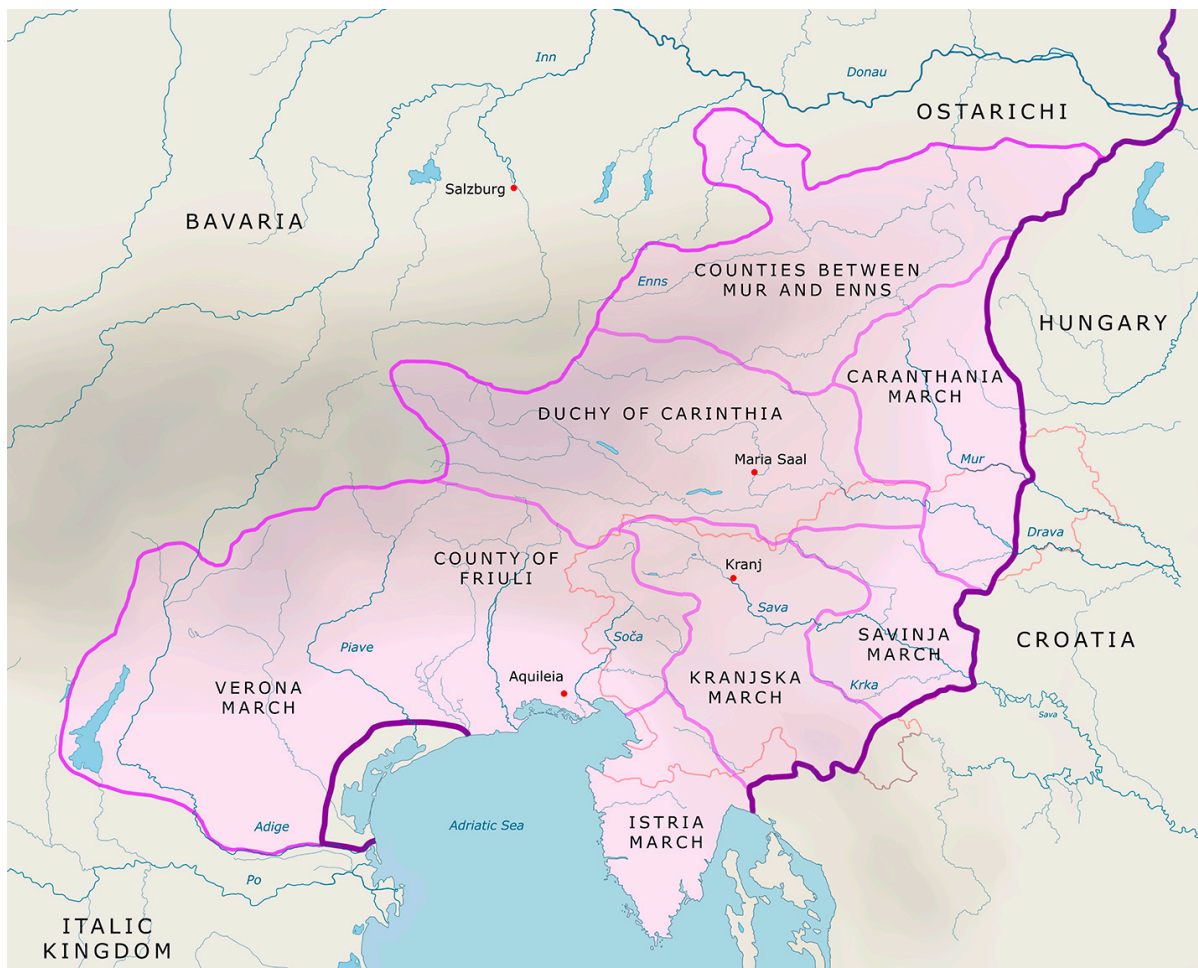 Inn
Donau
OSTARICHI
Salzburg
BAVARIA
Enns
COUNTIES BETWEEN
MUR AND ENNS
HUNGARY
CARANTHANIA
MARCH
DUCHY OF CARINTHIA
Maria Saal
Mur
Drava
COUNTY OF
FRIULI
Kranj
Sava
Soča
SAVINJA
MARCH
CROATIA
Piave
Aquileia
VERONA
MARCH
KRANJSKA
MARCH
Krka
Sava
Adige
Adriatic Sea
ISTRIA
MARCH
Po
ITALIC
KINGDOM